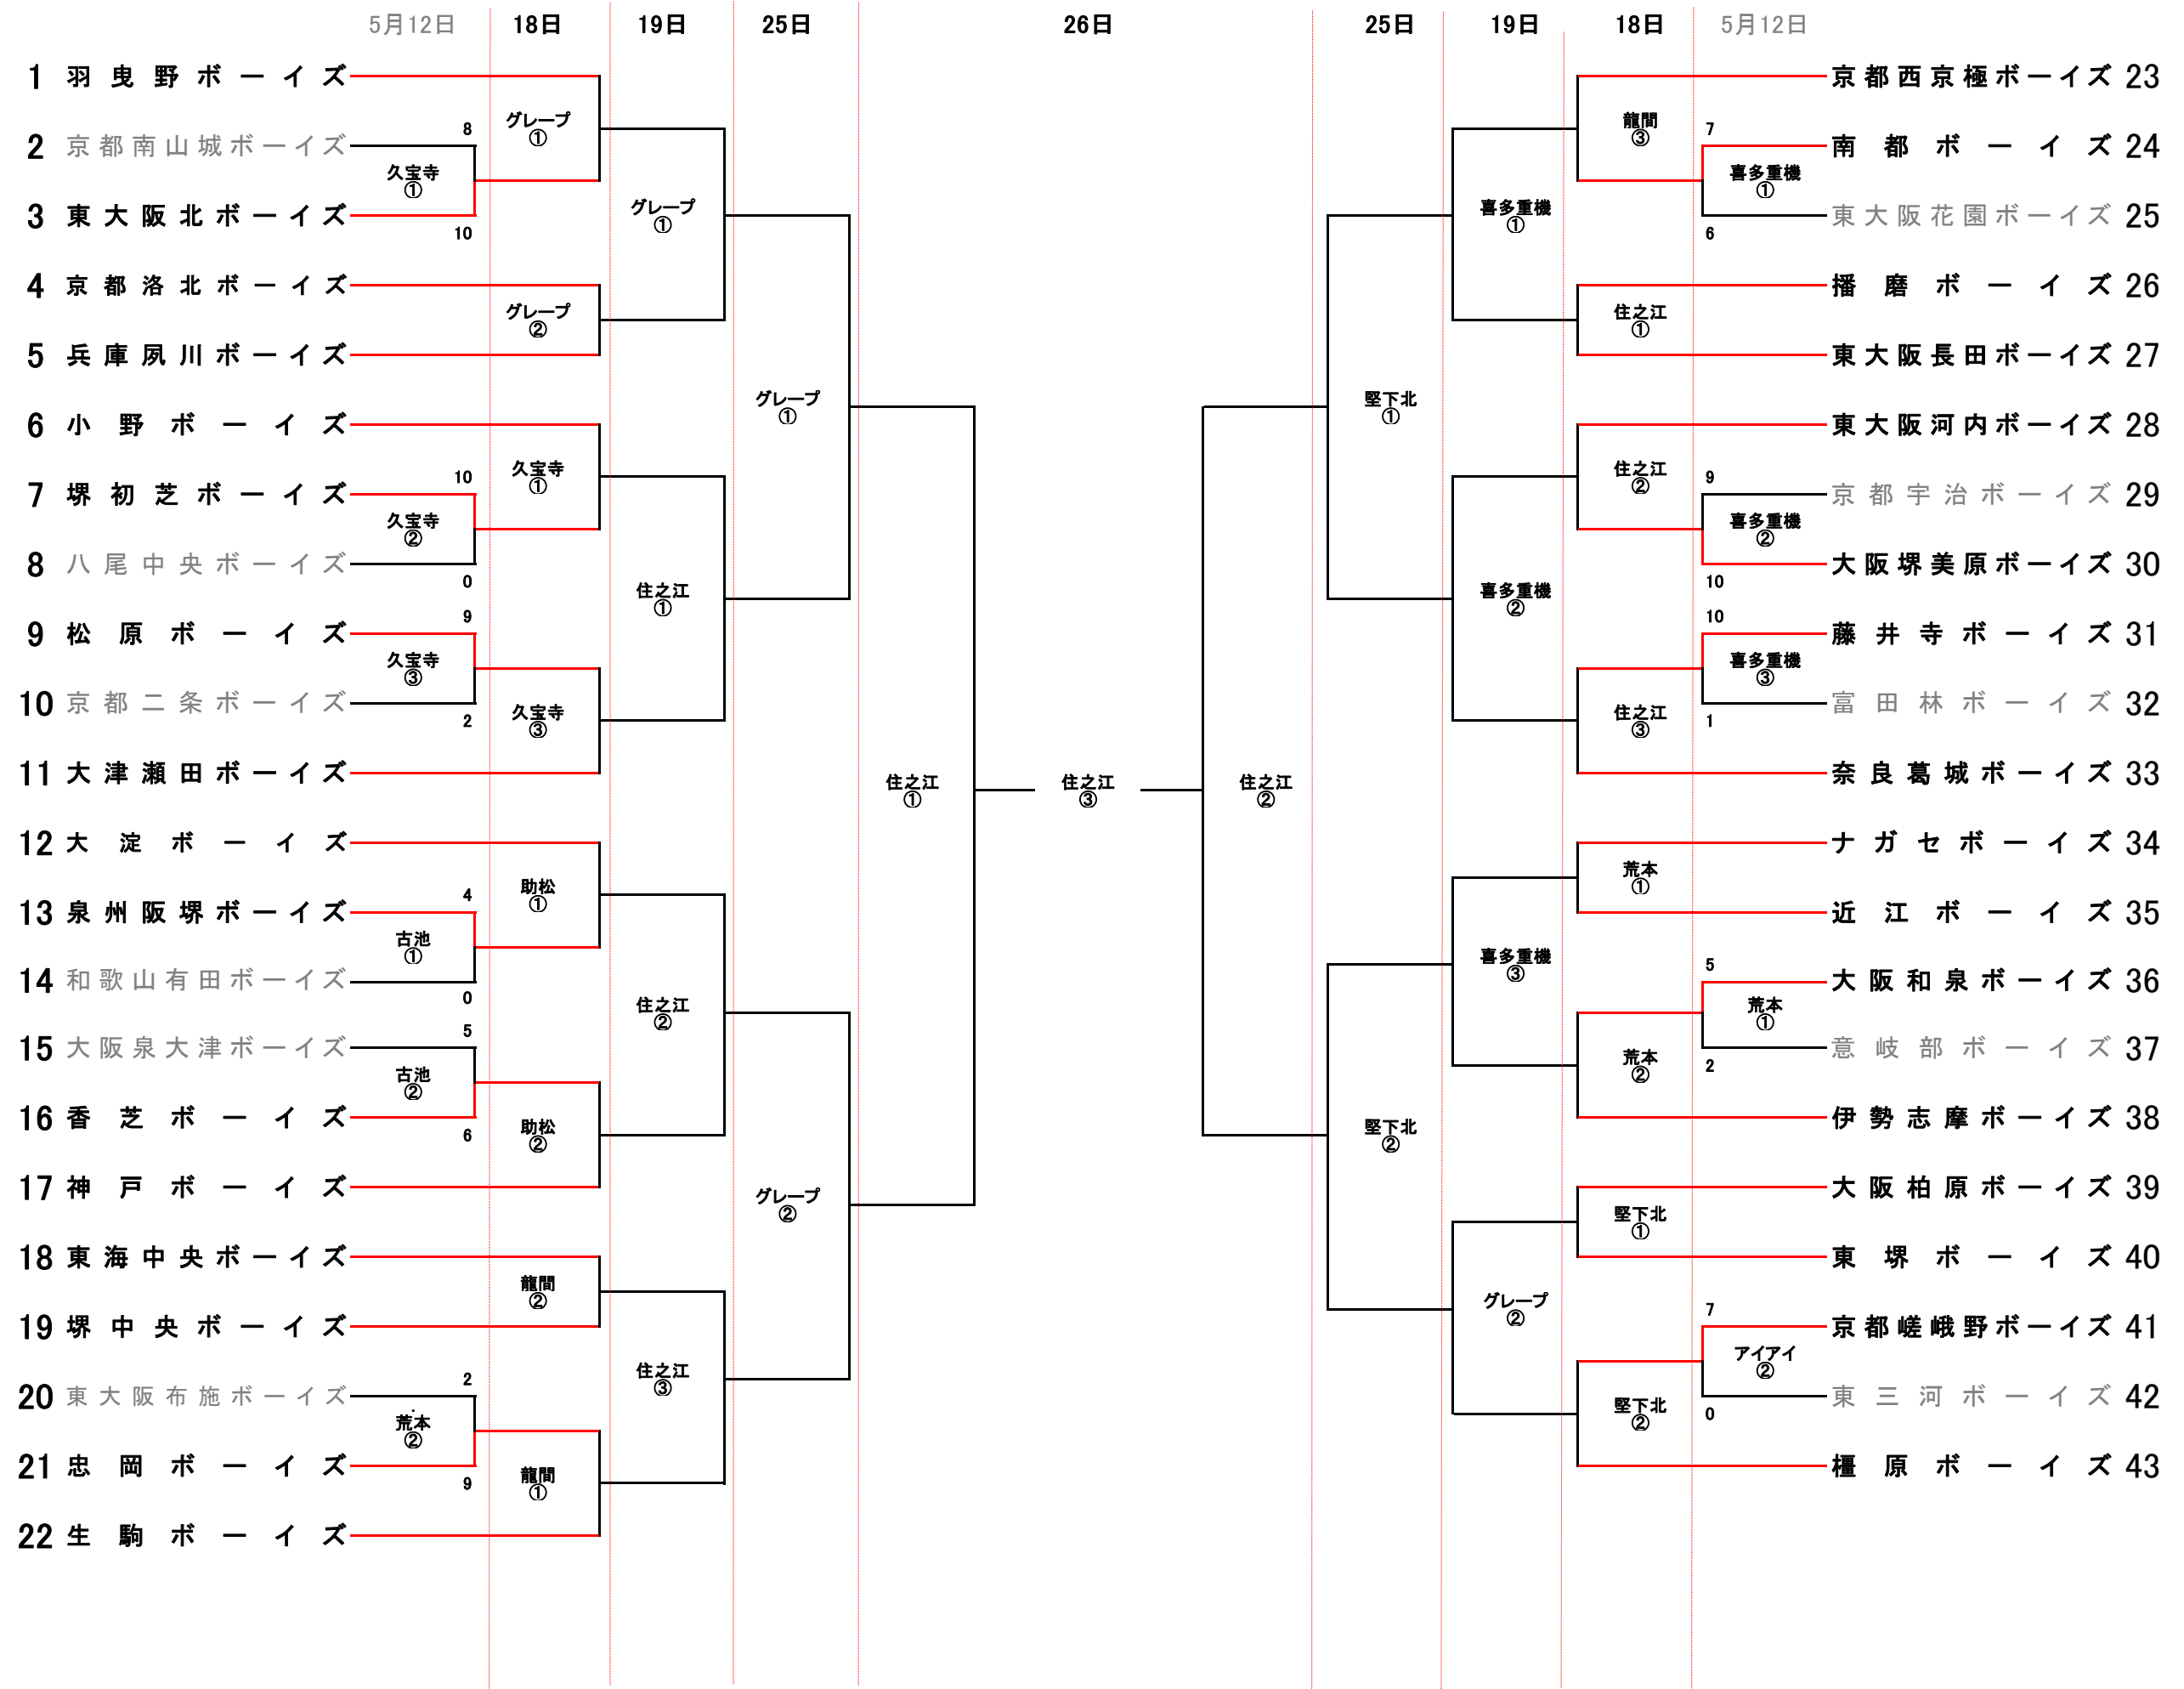 5月12日 18日 19日 25日 26日 25日 19日 18日 5月12日
1 羽曳野ボーイズ
グループ
①
2 京都南山城ボーイズ
8
久宝寺
①
3 東大阪北ボーイズ
10
グループ
①
4 京都洛北ボーイズ
グループ
②
5 兵庫夙川ボーイズ
グループ
①
6 小野ボーイズ
久宝寺
①
7 堺初芝ボーイズ
10
久宝寺
②
8 八尾中央ボーイズ
0
住之江
①
9 松原ボーイズ
9
久宝寺
③
10 京都二条ボーイズ
2
久宝寺
③
11 大津瀬田ボーイズ
住之江
①
12 大淀ボーイズ
助松
①
13 泉州阪堺ボーイズ
4
古池
①
14 和歌山有田ボーイズ
0
住之江
②
15 大阪泉大津ボーイズ
5
古池
②
16 香芝ボーイズ
6
助松
②
17 神戸ボーイズ
グループ
②
18 東海中央ボーイズ
龍間
②
19 堺中央ボーイズ
住之江
③
20 東大阪布施ボーイズ
2
荒本
②
21 忠岡ボーイズ
9
龍間
①
22 生駒ボーイズ
住之江
③
住之江
②
京都西京極ボーイズ 23
龍間
③
7
南都ボーイズ 24
喜多重機
①
東大阪花園ボーイズ 25
6
喜多重機
①
播磨ボーイズ 26
住之江
①
東大阪長田ボーイズ 27
堅下北
①
東大阪河内ボーイズ 28
住之江
②
9
京都宇治ボーイズ 29
喜多重機
②
大阪堺美原ボーイズ 30
10
喜多重機
②
10
藤井寺ボーイズ 31
喜多重機
③
富田林ボーイズ 32
1
住之江
③
奈良葛城ボーイズ 33
ナガセボーイズ 34
荒本
①
近江ボーイズ 35
喜多重機
③
5
大阪和泉ボーイズ 36
荒本
①
意岐部ボーイズ 37
2
荒本
②
伊勢志摩ボーイズ 38
堅下北
②
大阪柏原ボーイズ 39
堅下北
①
東堺ボーイズ 40
グループ
②
7
京都嵯峨野ボーイズ 41
アイアイ
②
東三河ボーイズ 42
0
堅下北
②
橿原ボーイズ 43